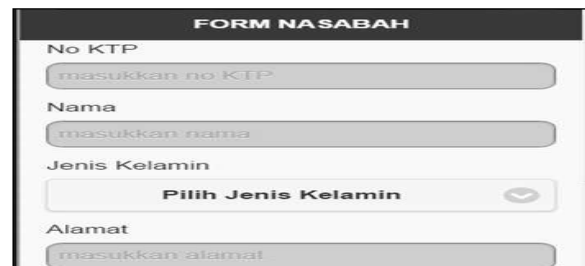 FORM NASABAH
No KTP
masukkan no KTP
Nama
masukkan nama
Jenis Kelamin
Pilih Jenis Kelamin
Alamat
masukkan alamat